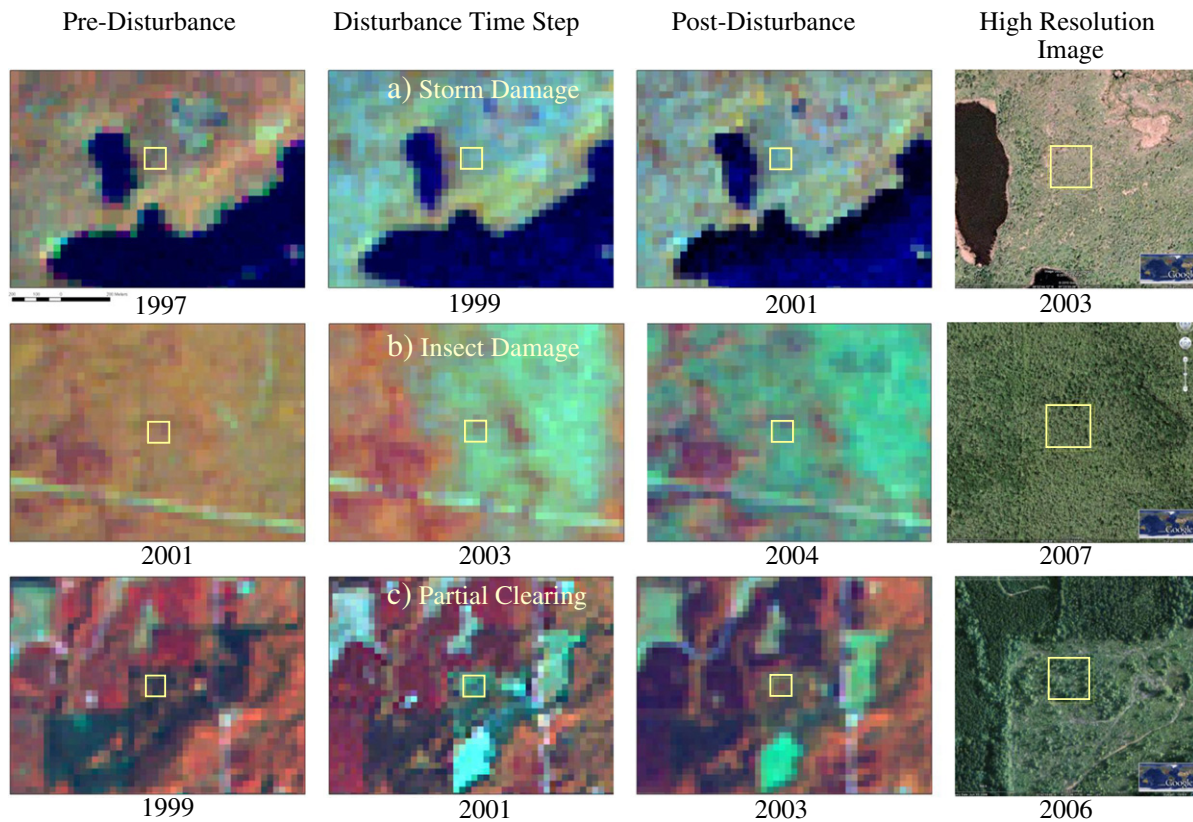 Pre-Disturbance
Disturbance Time Step
Post-Disturbance
High Resolution
Image
a) Storm Damage
1997
1999
2001
2003
b) Insect Damage
2001
2003
2004
2007
c) Partial Clearing
1999
2001
2003
2006